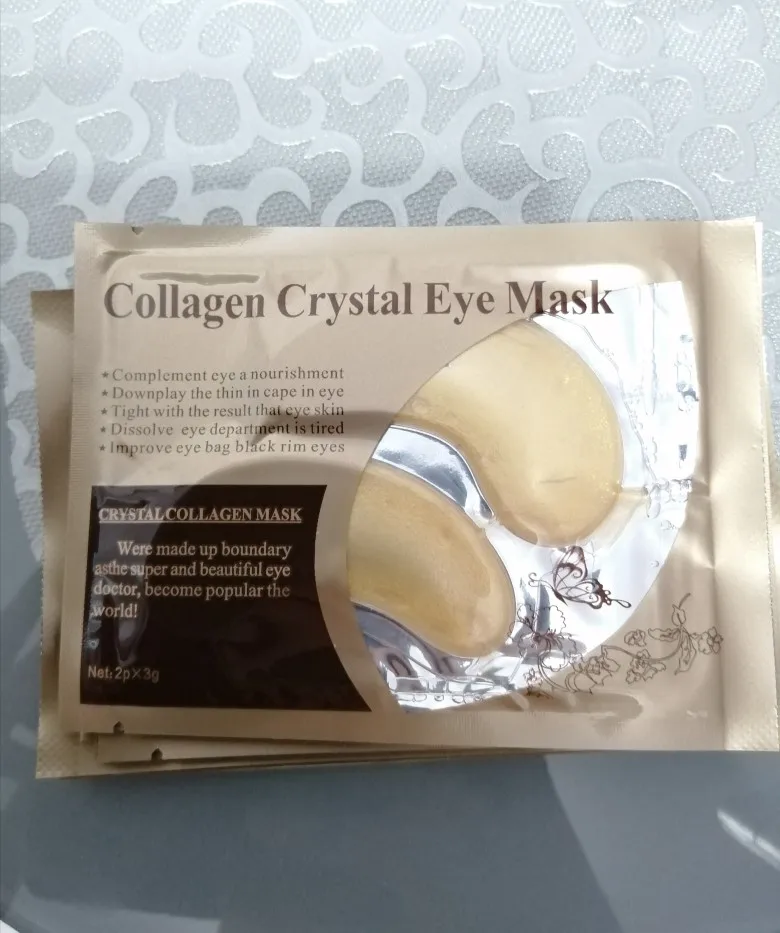 Collagen Crystal Eye Mask
★Complement eye a nourishment
★Downplay the thin in cape in eye
★Tight with the result that eye skin
★Dissolve eye department is tired
★Improve eye bag black rim eyes
CRYSTALCOLLAGEN MASK
Were made up boundary
asthe super and beautiful eye
doctor, become popular the
world!
Net:2p×3g